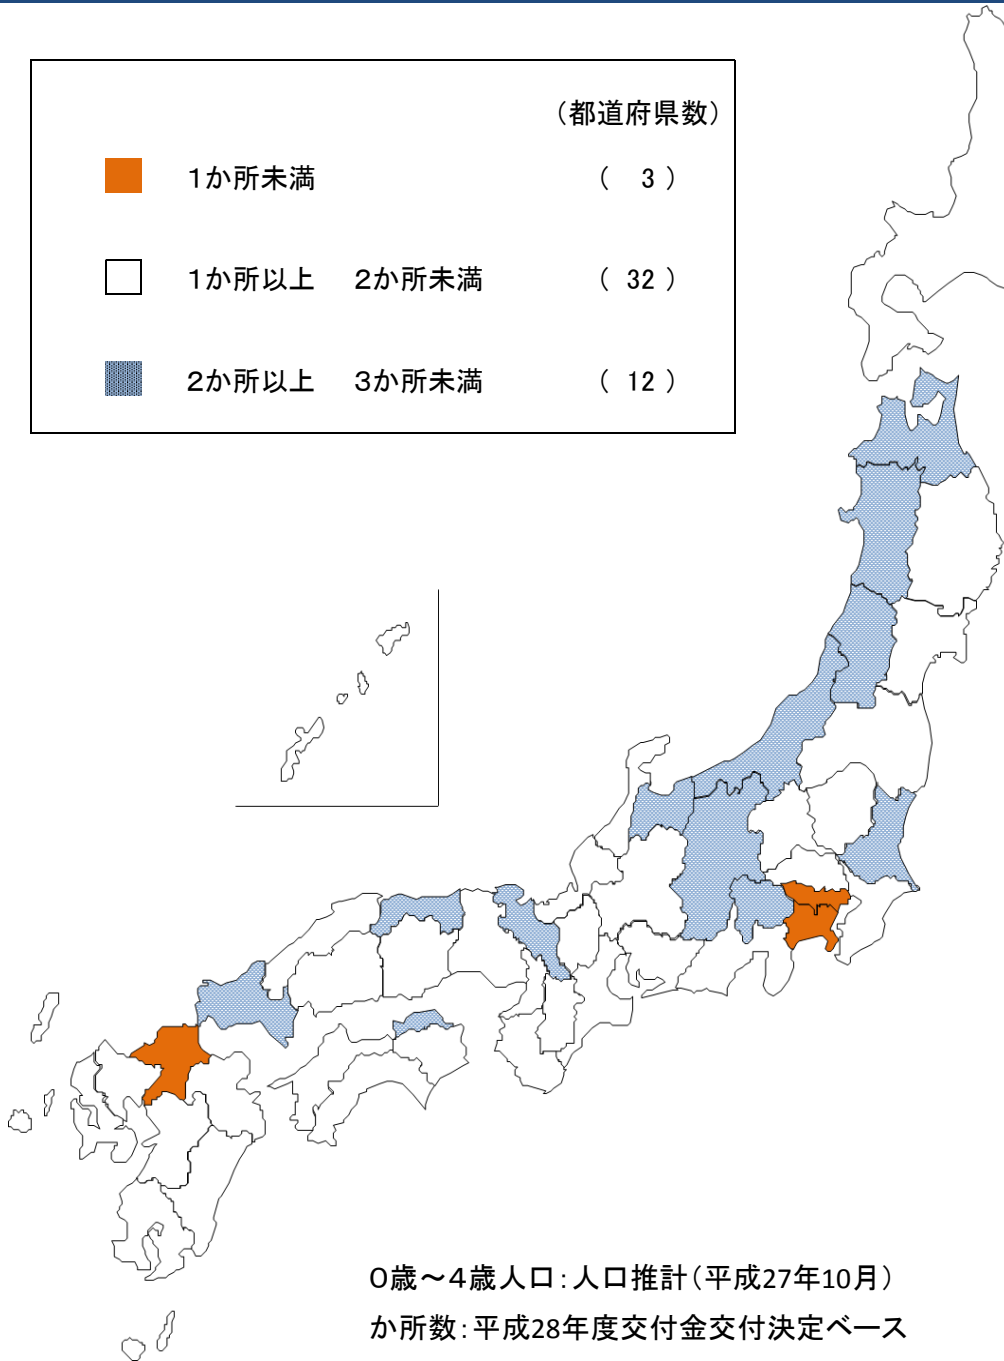 （都道府県数）
1か所未満 （ 3 ）
1か所以上 2か所未満 （ 32 ）
2か所以上 3か所未満 （ 12 ）
0歳～4歳人口：人口推計（平成27年10月）
か所数：平成28年度交付金交付決定ベース